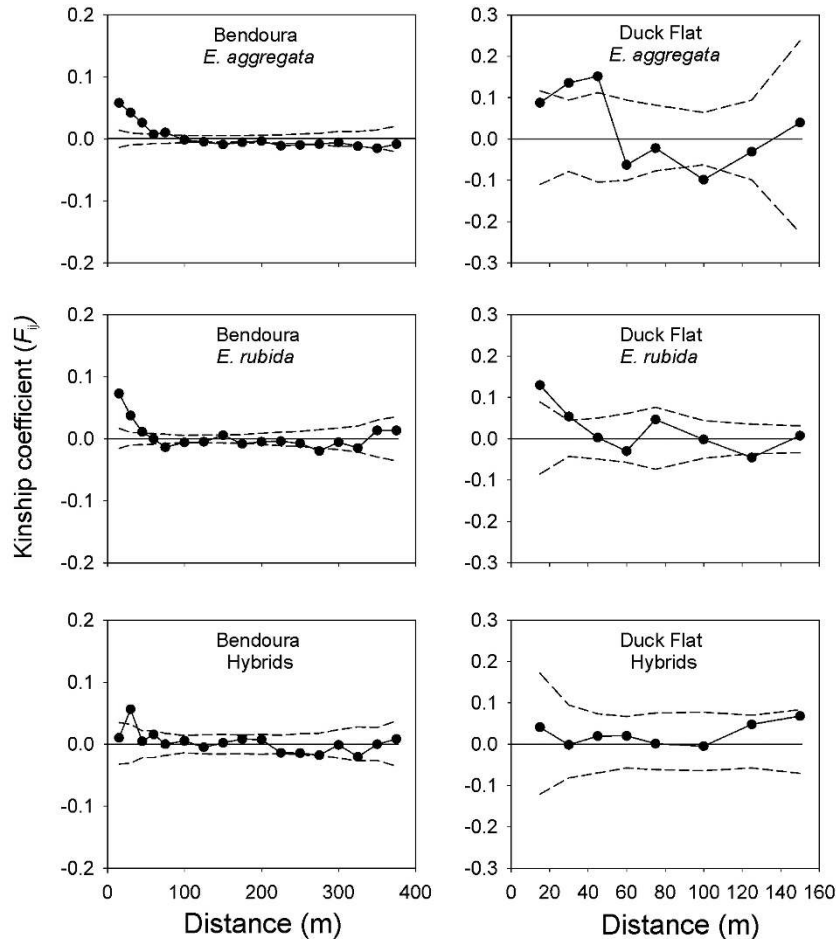 Kinship coefficient (Fij)
Bendoura
E. aggregata
0.2
0.1
0.0
-0.1
-0.2
Duck Flat
E. aggregata
0.3
0.2
0.1
0.0
-0.1
-0.2
-0.3
Bendoura
E. rubida
0.2
0.1
0.0
-0.1
-0.2
Duck Flat
E. rubida
0.3
0.2
0.1
0.0
-0.1
-0.2
-0.3
Bendoura
Hybrids
0.2
0.1
0.0
-0.1
-0.2
0 100 200 300 400
Distance (m)
Duck Flat
Hybrids
0.3
0.2
0.1
0.0
-0.1
-0.2
-0.3
0 20 40 60 80 100 120 140 160
Distance (m)